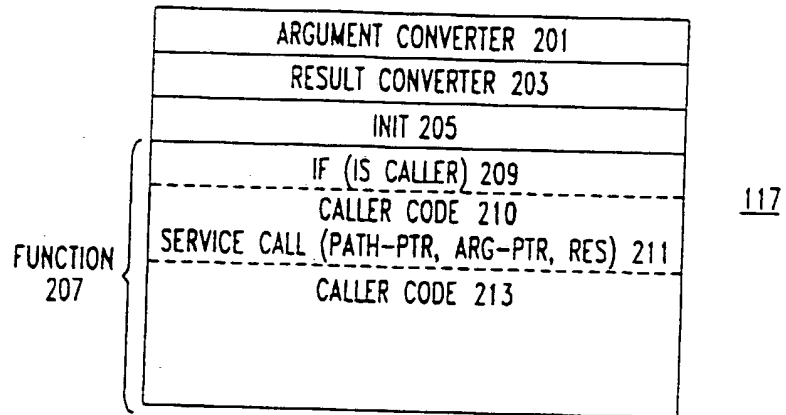 ARGUMENT CONVERTER 201
RESULT CONVERTER 203
INIT 205
IF (IS CALLER) 209
117
CALLER CODE 210
SERVICE CALL (PATH-PTR, ARG-PTR, RES) 211
FUNCTION
207
CALLER CODE 213